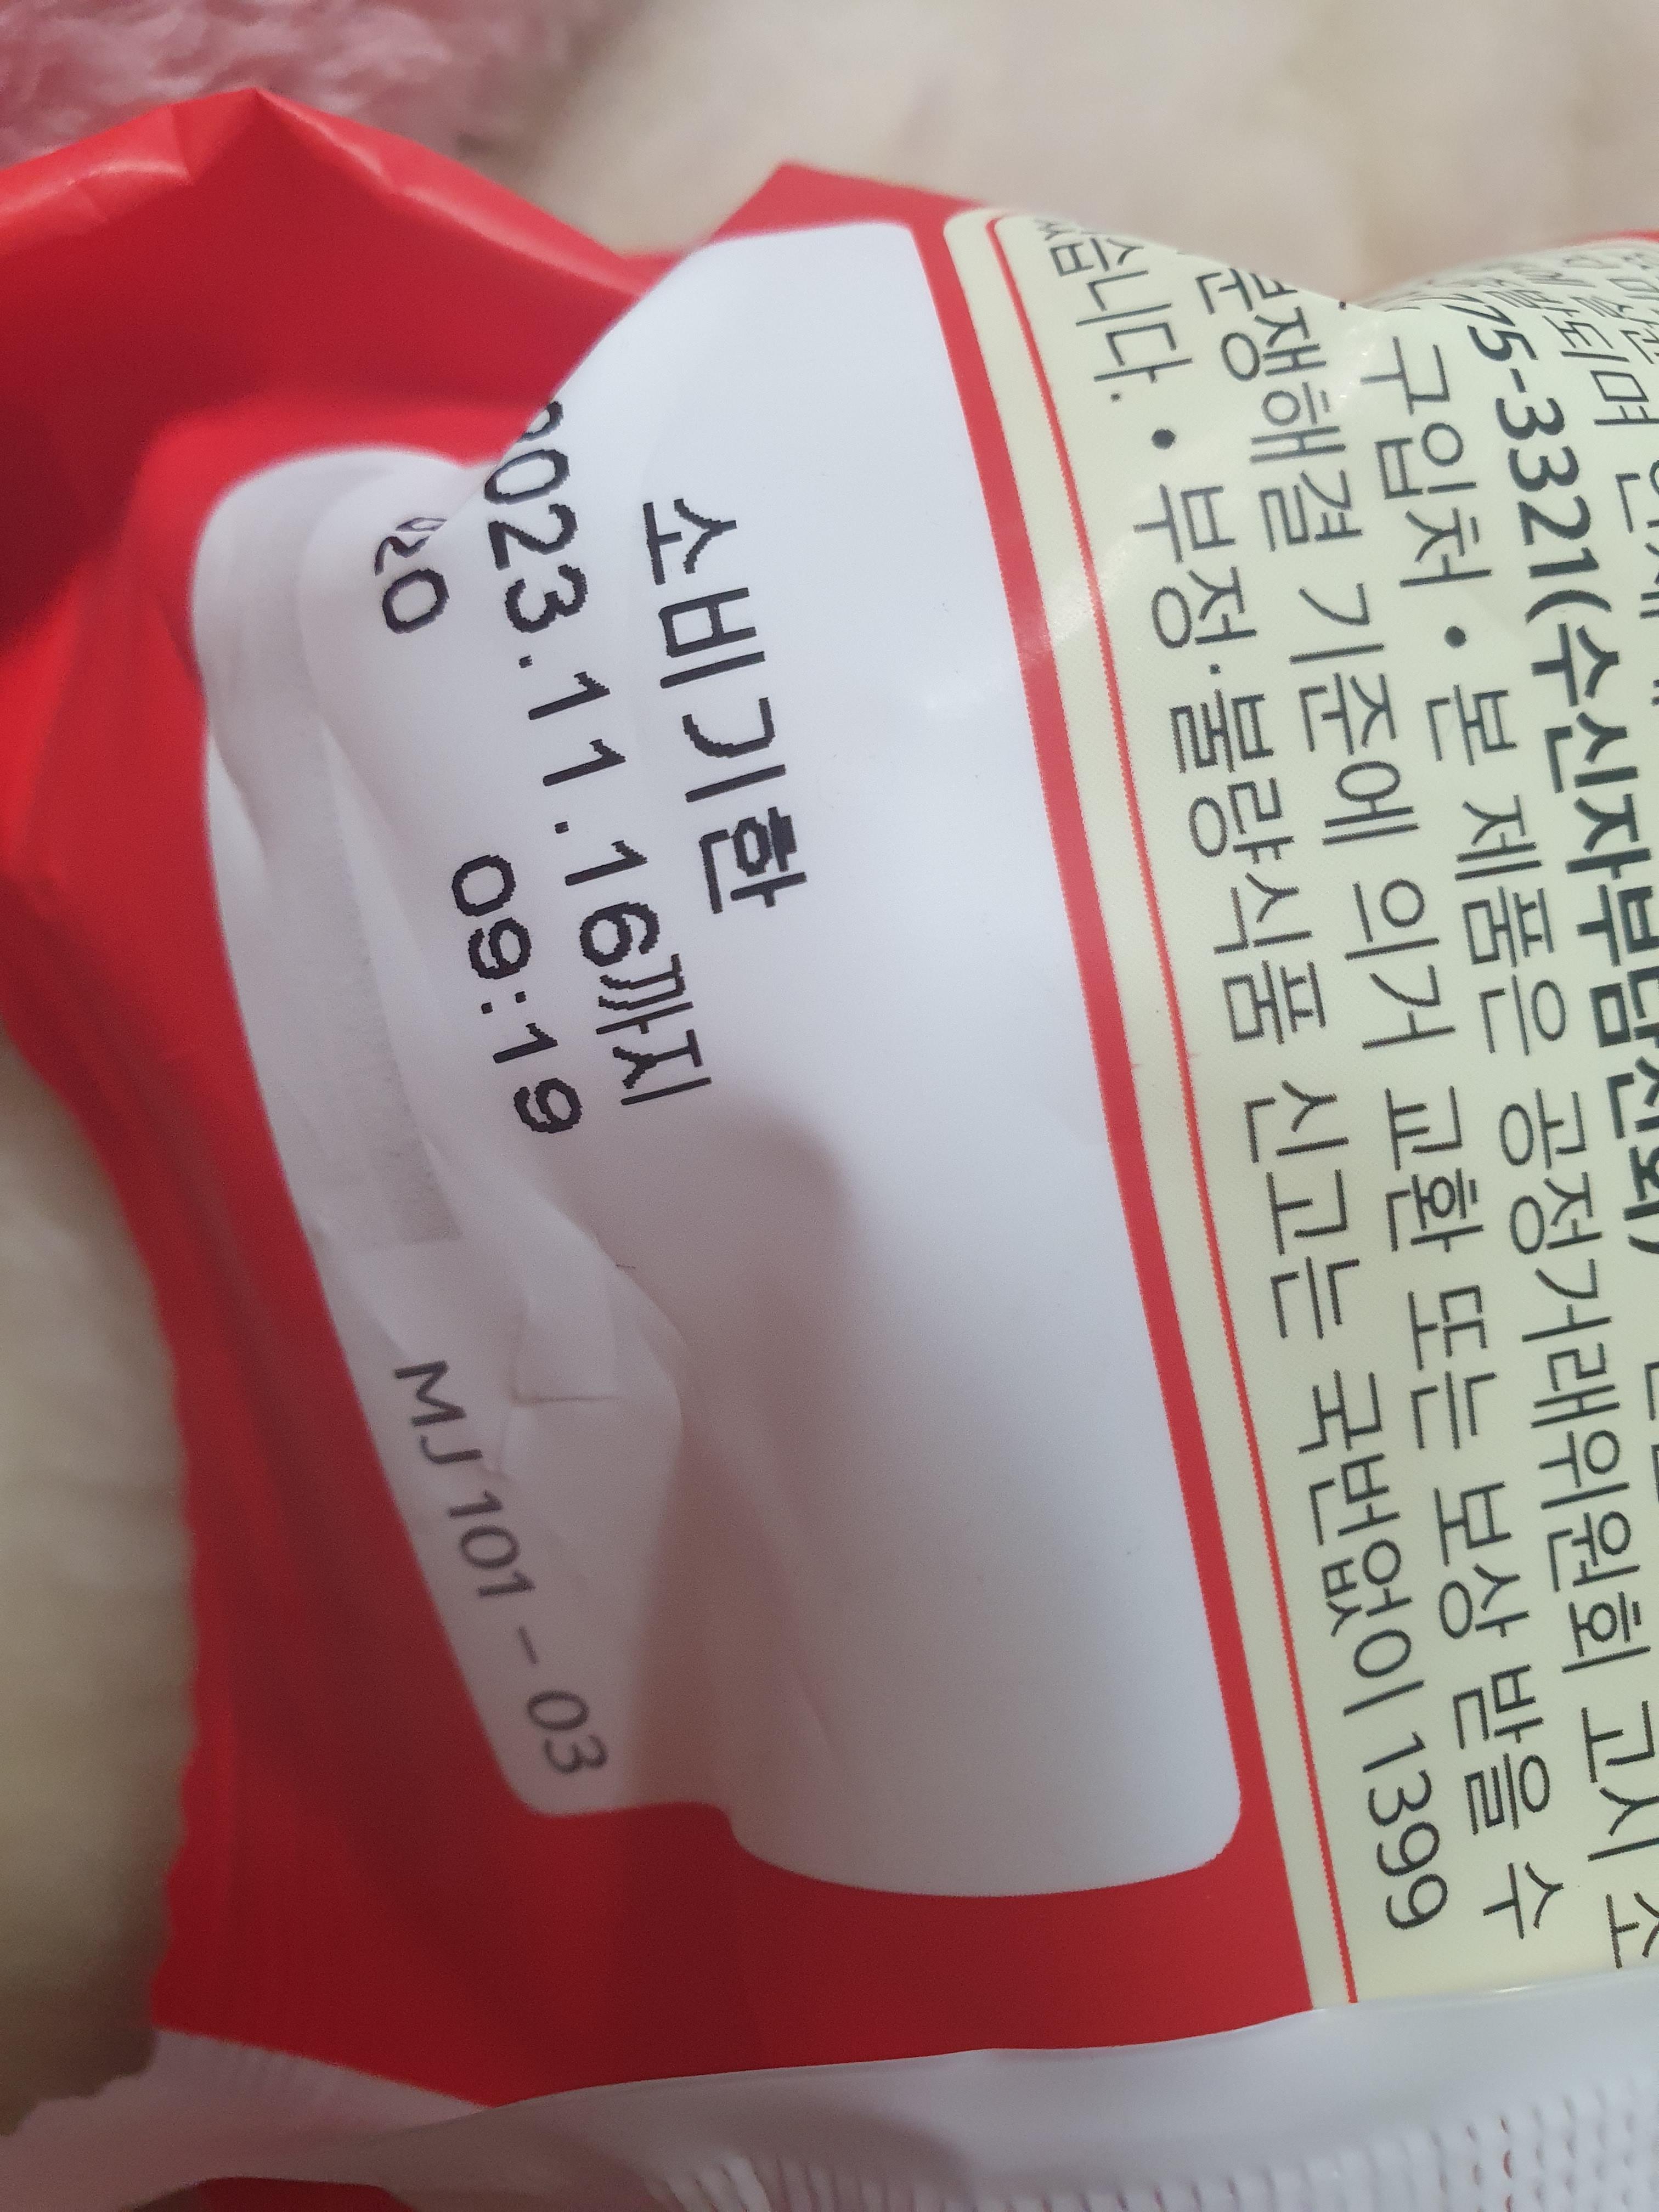 소비기한
2023.11.16까지
09:19
MJ101-03
75-3321(수신자부담전화)
구입처 • 본 제품은 공정거래위원회 고시 소
분쟁해결 기준에 의거 교환 또는 보상 받을 수
있습니다. • 부정·불량식품 신고는 국번없이 1399